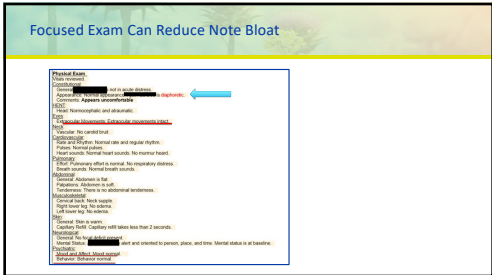 Focused Exam Can Reduce Note Bloat
Physical Exam
Vitals reviewed.
Constitutional:
General: not in acute distress.
Appearance: Normal appearance. is diaphoretic.
Comments: Appears uncomfortable
HENT:
Head: Normocephalic and atraumatic.
Eyes:
Extraocular Movements: Extraocular movements intact.
Neck:
Vascular: No carotid bruit.
Cardiovascular:
Rate and Rhythm: Normal rate and regular rhythm.
Pulses: Normal pulses.
Heart sounds: Normal heart sounds. No murmur heard.
Pulmonary:
Effort: Pulmonary effort is normal. No respiratory distress.
Breath sounds: Normal breath sounds.
Abdominal:
General: Abdomen is flat.
Palpations: Abdomen is soft.
Tenderness: There is no abdominal tenderness.
Musculoskeletal:
Cervical back: Neck supple.
Right lower leg: No edema.
Left lower leg: No edema.
Skin:
General: Skin is warm.
Capillary Refill: Capillary refill takes less than 2 seconds.
Neurological:
General: No focal deficit present.
Mental Status: alert and oriented to person, place, and time. Mental status is at baseline.
Psychiatric:
Mood and Affect: Mood normal.
Behavior: Behavior normal.